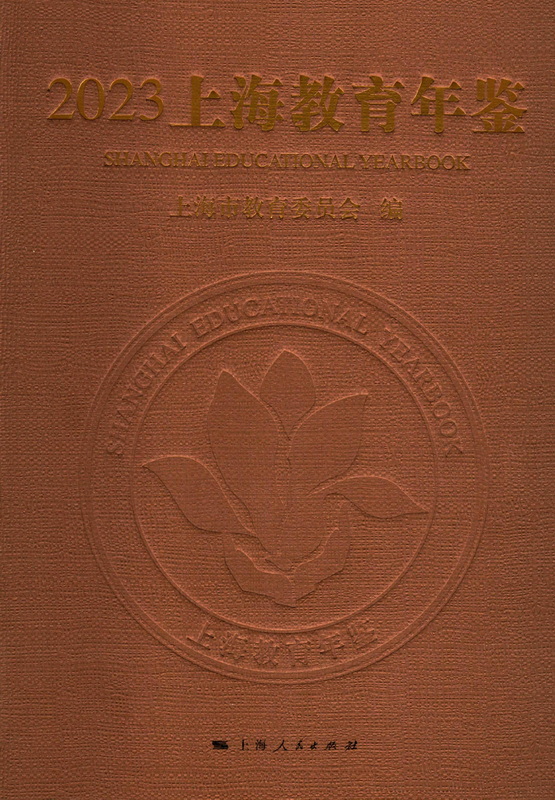 2023上海教育年鉴
SHANGHAI EDUCATIONAL YEARBOOK
上海市教育委员会 编
SHANGHAI EDUCATIONAL YEARBOOK
上海教育年鉴
上海人民出版社